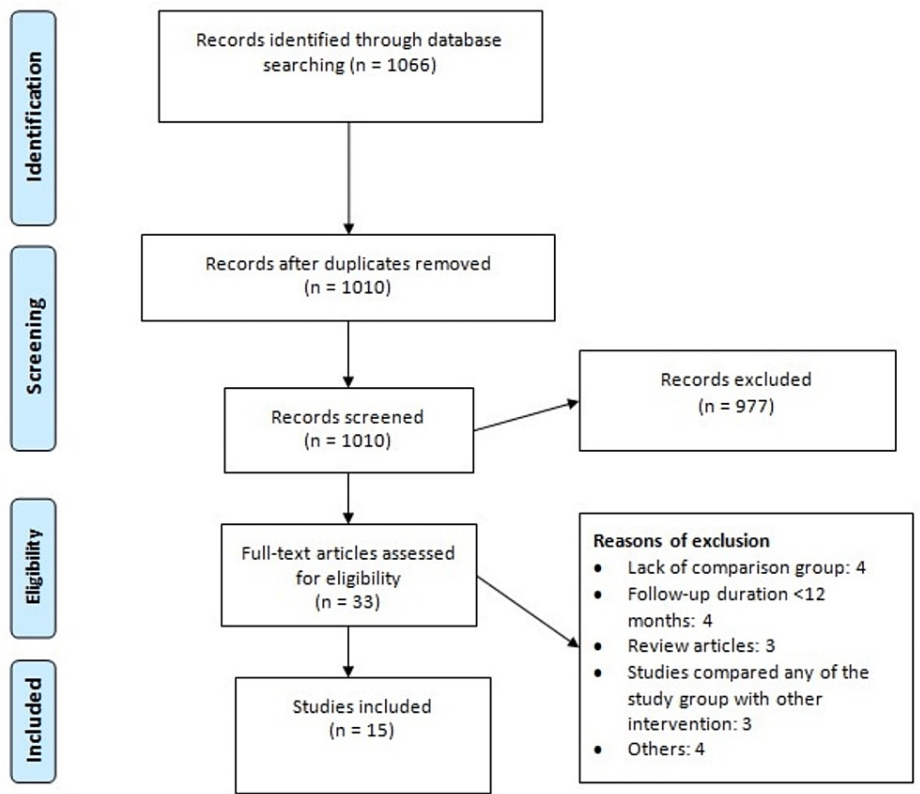 Identification
Records identified through database
searching (n = 1066)
Screening
Records after duplicates removed
(n = 1010)
Records screened
(n = 1010)
Records excluded
(n = 977)
Eligibility
Full-text articles assessed
for eligibility
(n = 33)
Reasons of exclusion
• Lack of comparison group: 4
• Follow-up duration <12
months: 4
• Review articles: 3
• Studies compared any of the
study group with other
intervention: 3
• Others: 4
Included
Studies included
(n = 15)